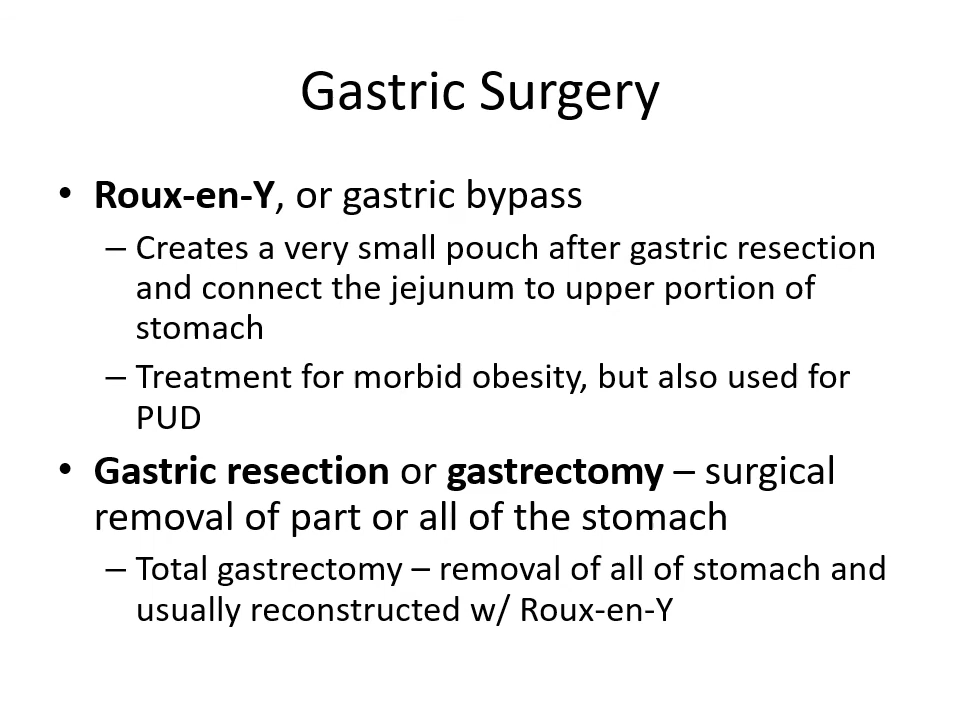 Gastric Surgery
• Roux-en-Y, or gastric bypass
– Creates a very small pouch after gastric resection
and connect the jejunum to upper portion of
stomach
– Treatment for morbid obesity, but also used for
PUD
• Gastric resection or gastrectomy – surgical
removal of part or all of the stomach
– Total gastrectomy – removal of all of stomach and
usually reconstructed w/ Roux-en-Y